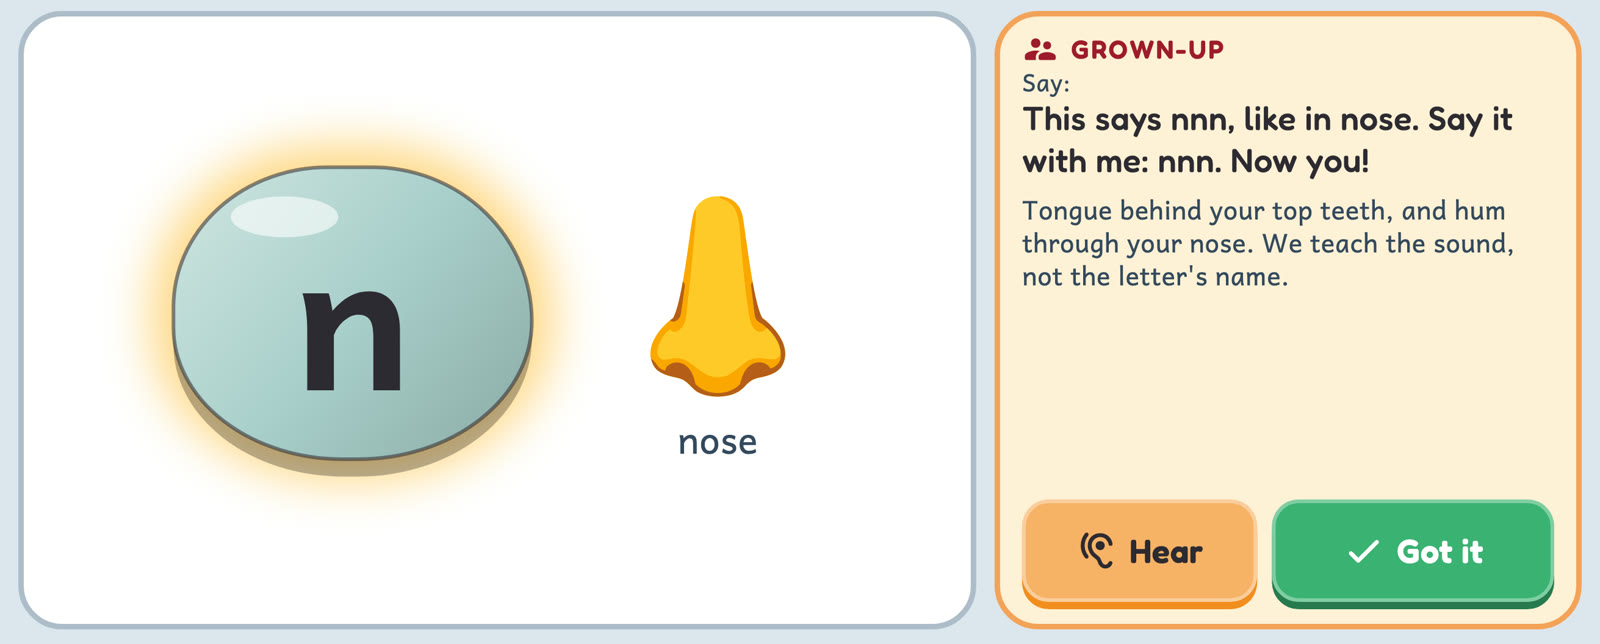 n
nose
GROWN-UP
Say:
This says nnn, like in nose. Say it
with me: nnn. Now you!
Tongue behind your top teeth, and hum
through your nose. We teach the sound,
not the letter's name.
Hear
Got it